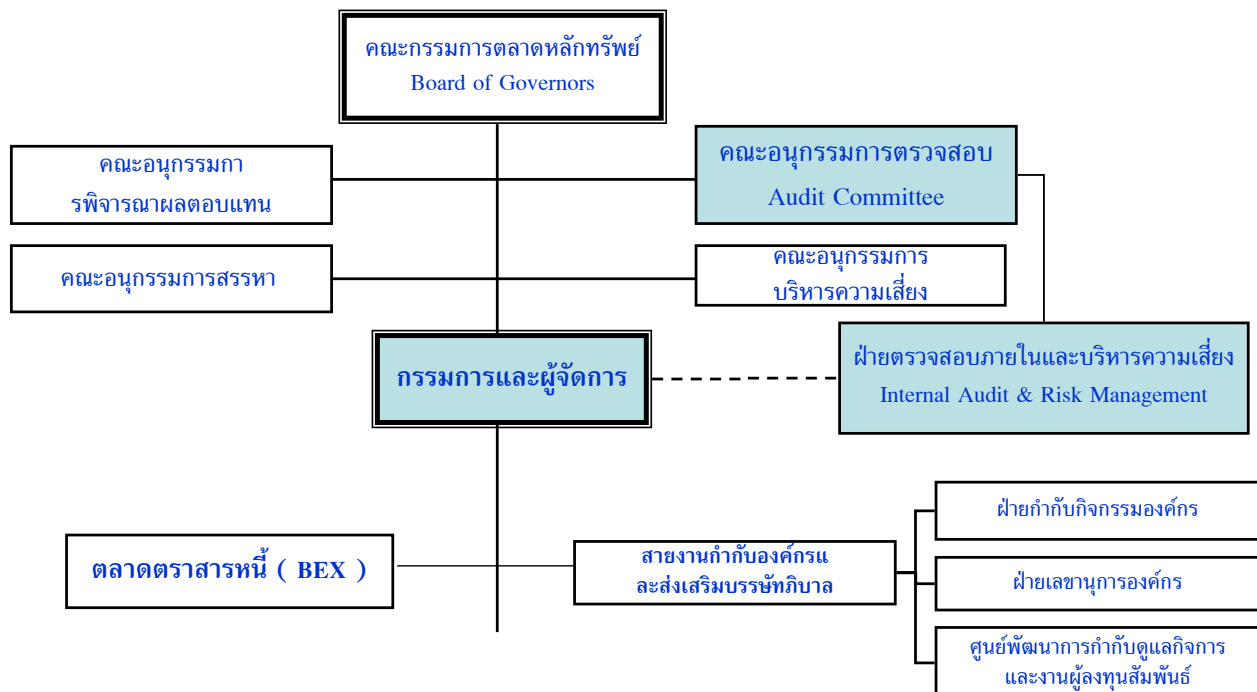 คณะกรรมการตลาดหลักทรัพย์
Board of Governors
คณะอนุกรรมกา
รพิจารณาผลตอบแทน
คณะอนุกรรมการตรวจสอบ
Audit Committee
คณะอนุกรรมการสรรหา
คณะอนุกรรมการ
บริหารความเสี่ยง
กรรมการและผู้จัดการ
ฝ่ายตรวจสอบภายในและบริหารความเสี่ยง
Internal Audit & Risk Management
ตลาดตราสารหนี้ ( BEX )
สายงานกำกับองค์กรแ
ละส่งเสริมบรรษัทภิบาล
ฝ่ายกำกับกิจกรรมองค์กร
ฝ่ายเลขานุการองค์กร
ศูนย์พัฒนาการกำกับดูแลกิจการ
และงานผู้ลงทุนสัมพันธ์